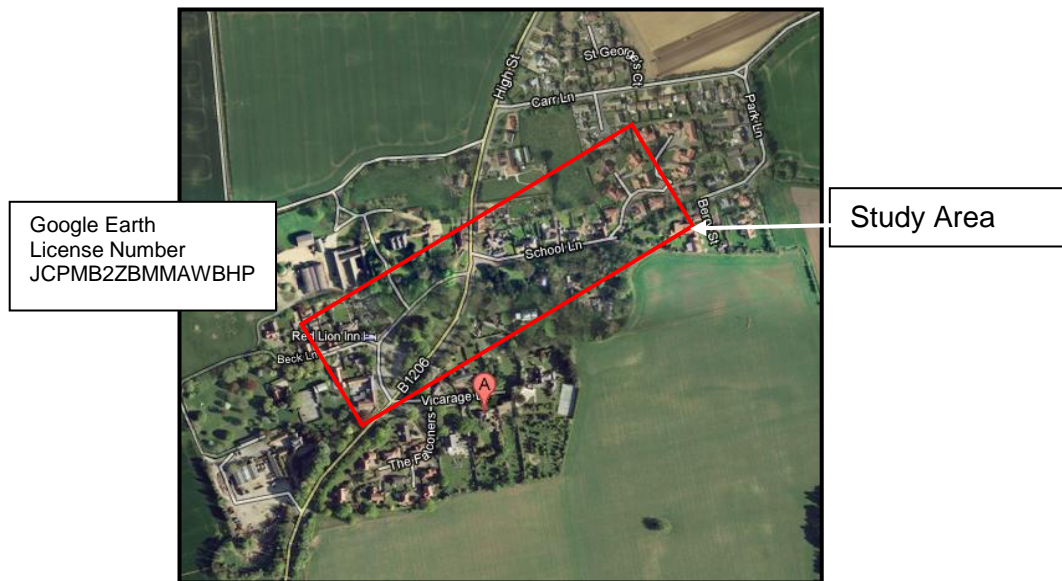 St George's Ct
High St
Carr Ln
Park Ln
Google Earth
License Number
JCPMB2ZBMMAWBHP
Study Area
School Ln
Red Lion Inn
Beck Ln
B1206
A
Vicarage
The Falconers
St